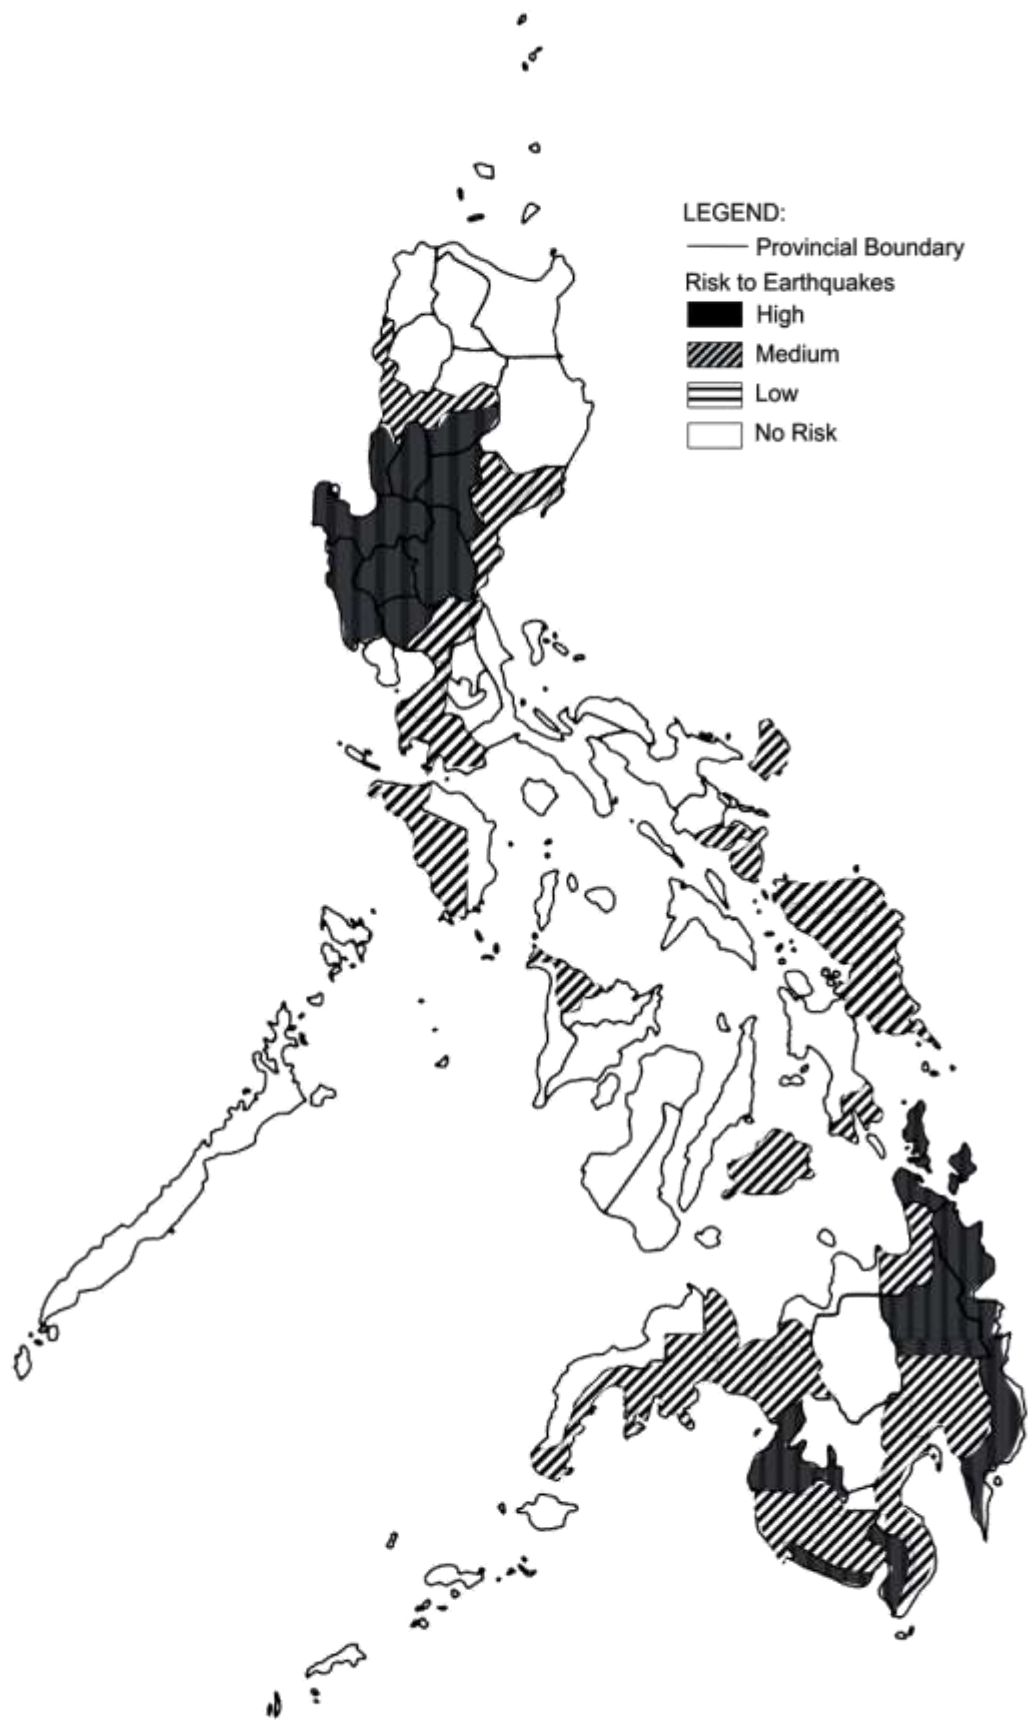 LEGEND:
Provincial Boundary
Risk to Earthquakes
High
Medium
Low
No Risk